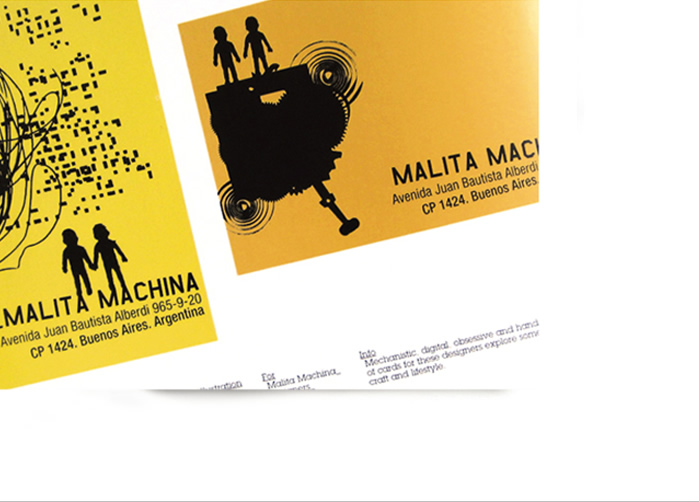 MALITA MACHINA
Avenida Juan Bautista Alberdi 965-9-20
CP 1424. Buenos Aires. Argentina
MALITA
Avenida Juan Bautista Alberdi
CP 1424. Buenos Aires.
For
Malita Machina_
Info
Mechanistic, digital, obsessive and hand
of cards for these designers explore some
craft and lifestyle.